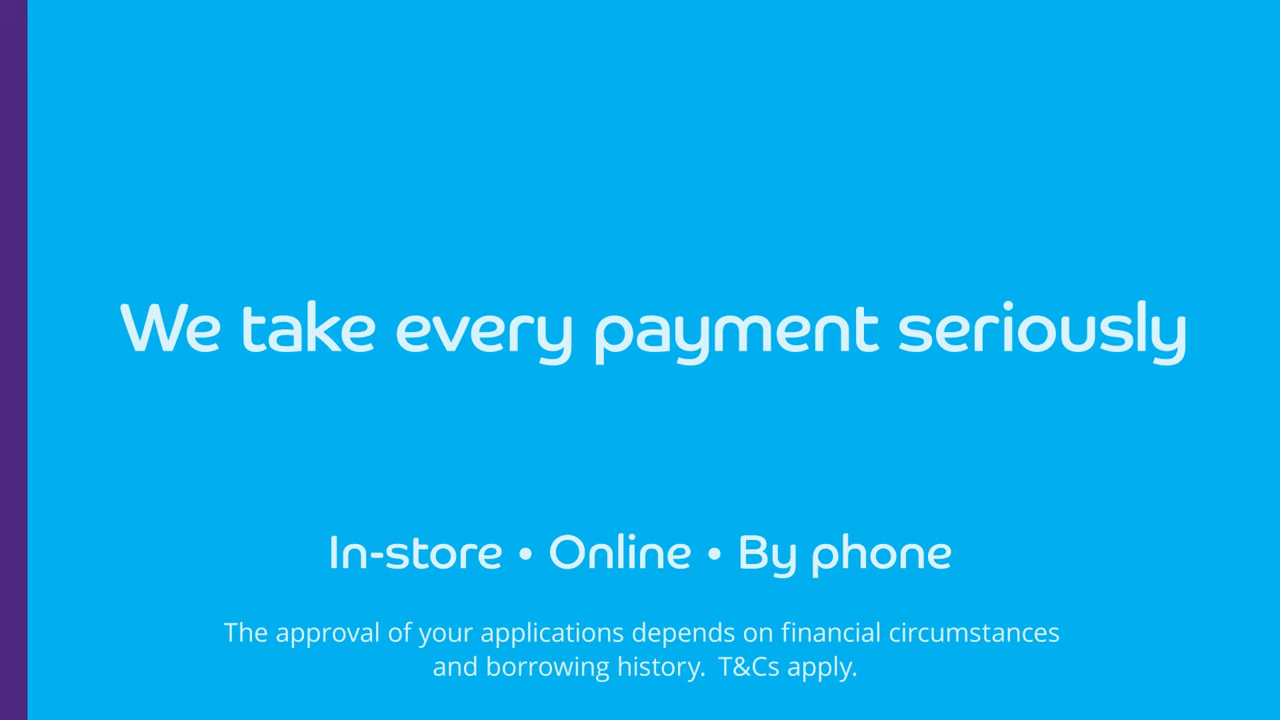 We take every payment seriously
In-store • Online • By phone
The approval of your applications depends on financial circumstances
and borrowing history. T&Cs apply.